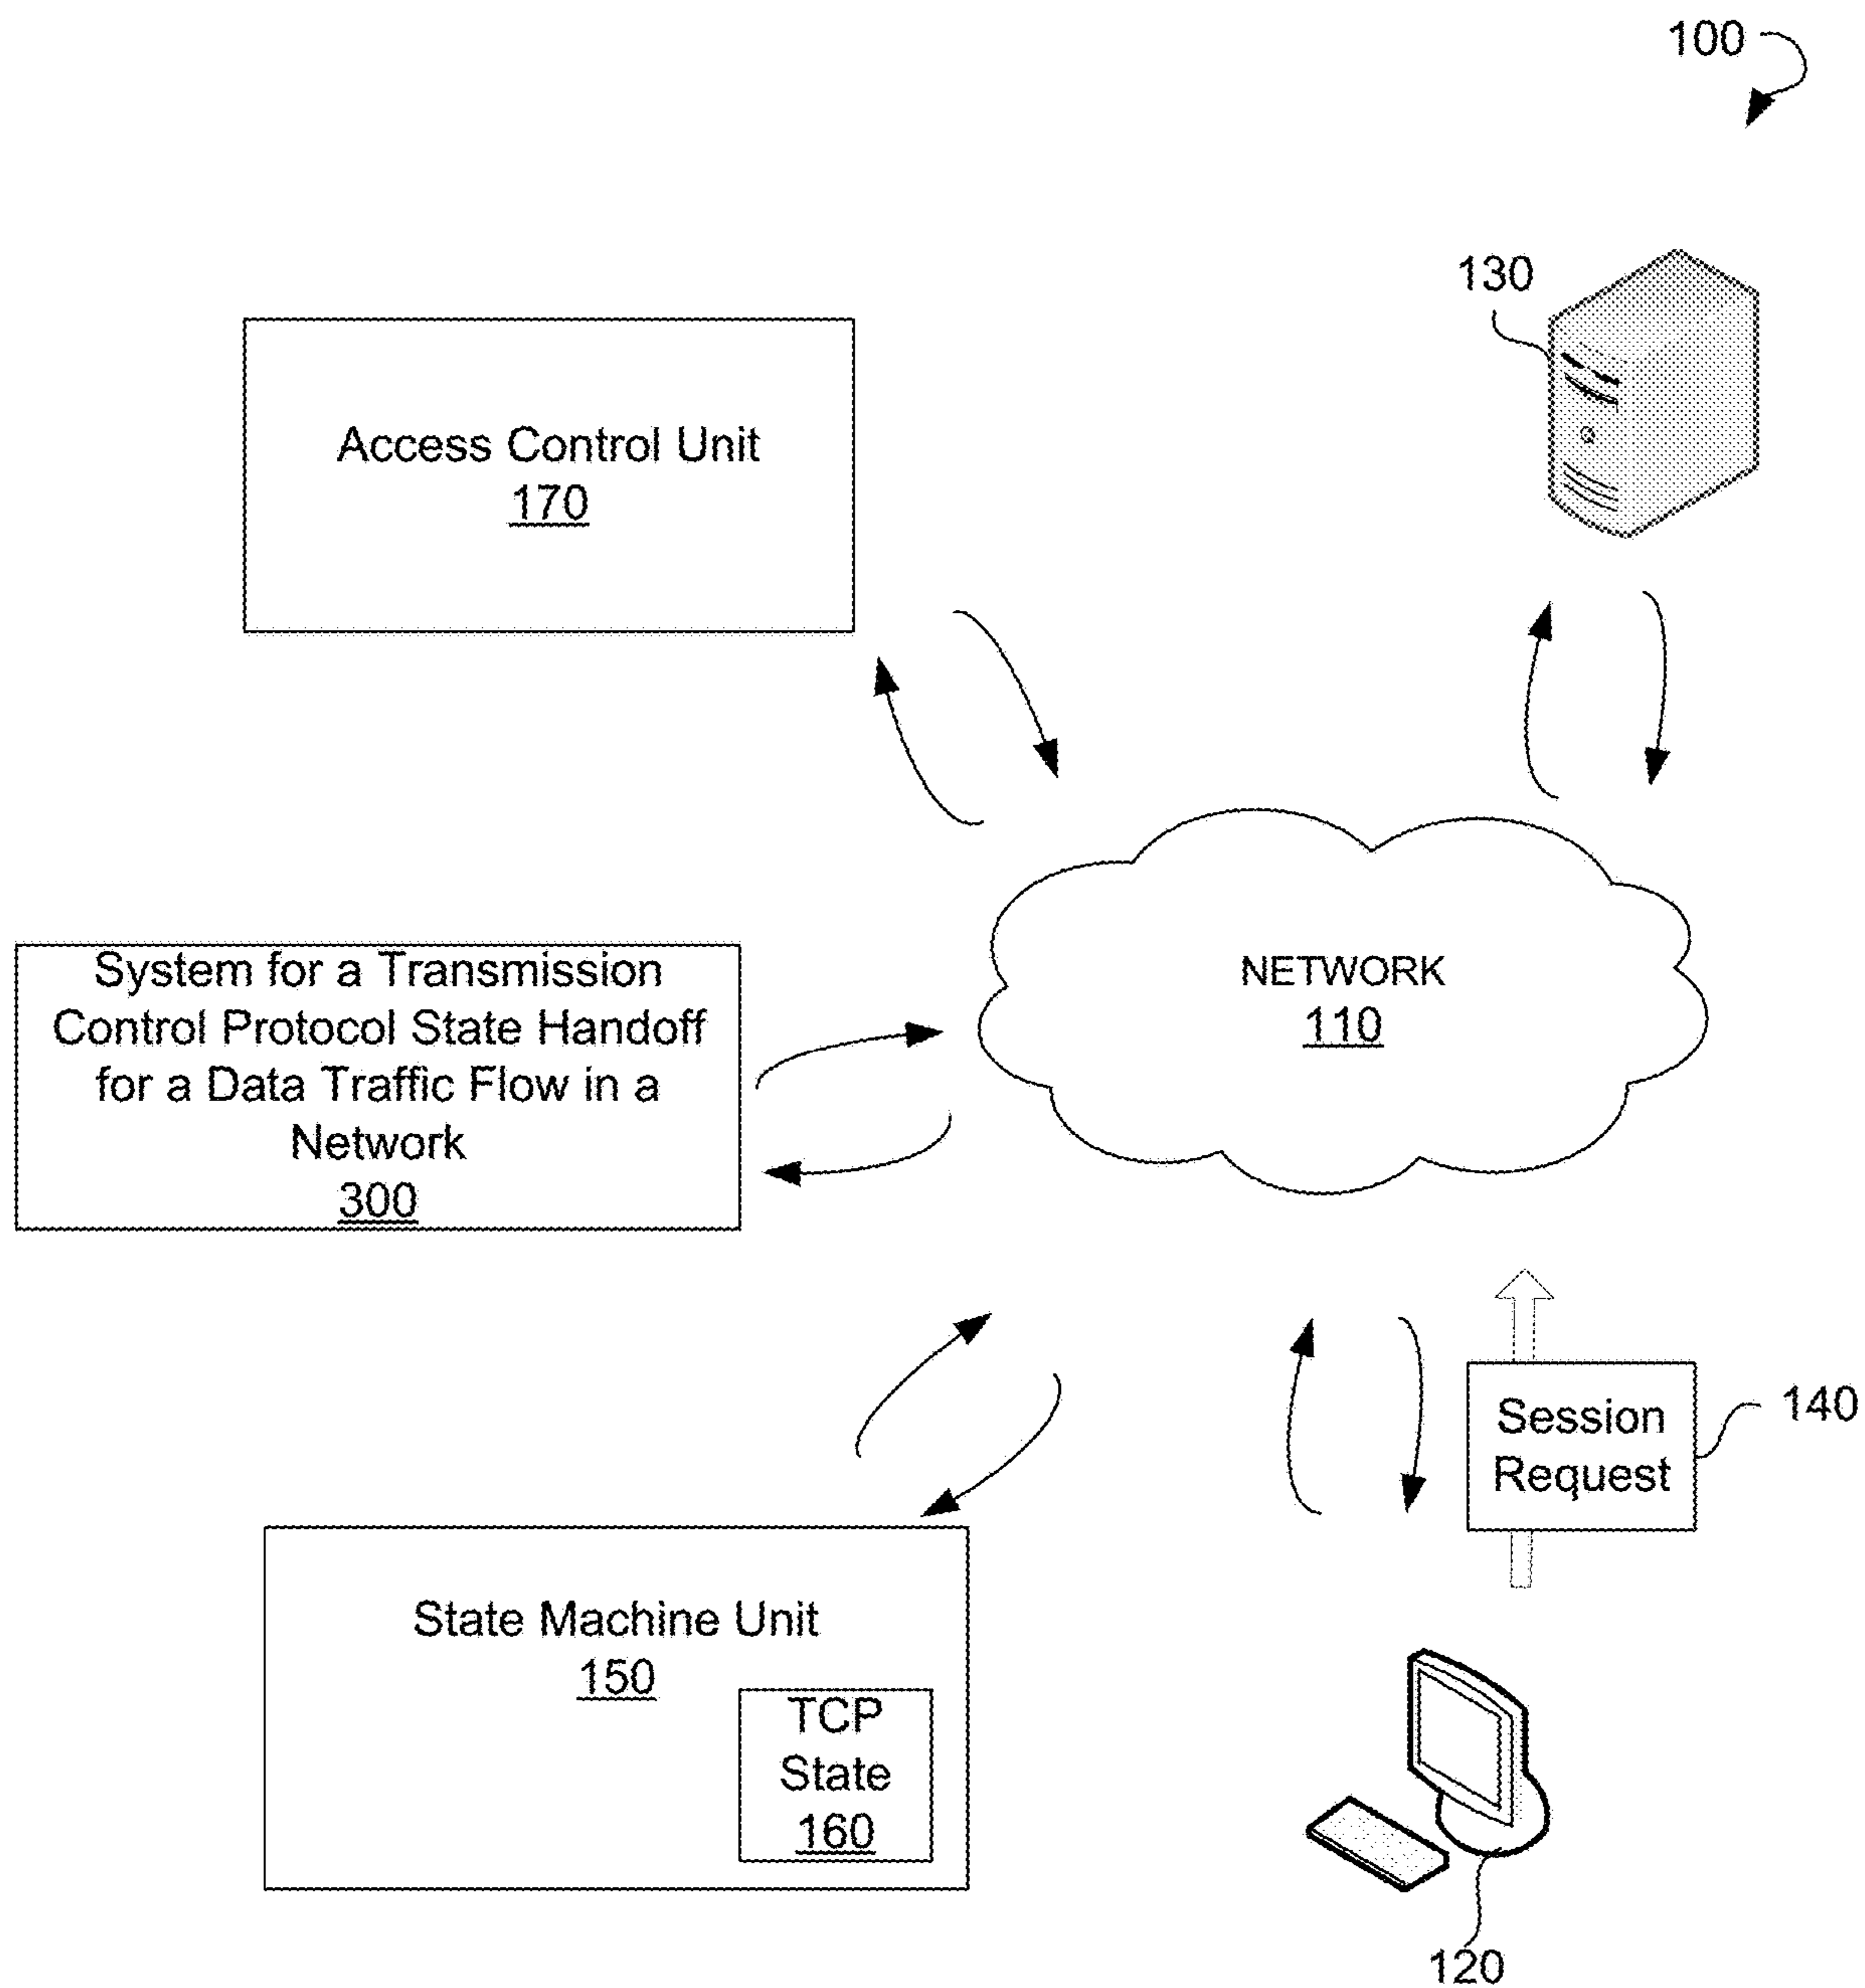 100
130
Access Control Unit
170
NETWORK
110
System for a Transmission
Control Protocol State Handoff
for a Data Traffic Flow in a
Network
300
Session
Request
140
State Machine Unit
150
TCP
State
160
120